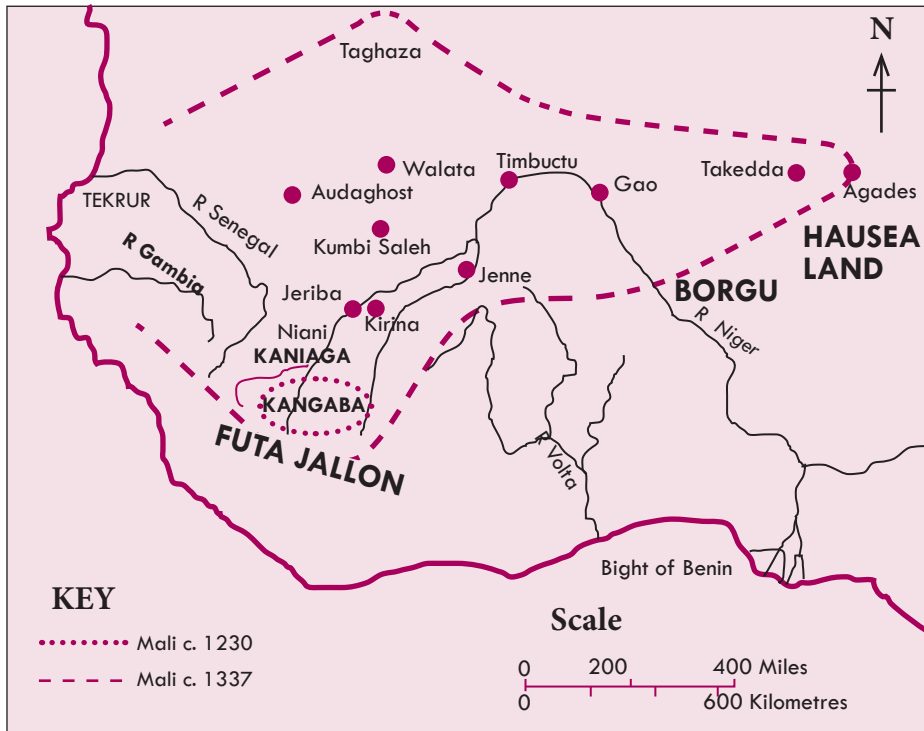 Taghaza
N
Walata
Timbuctu
Takedda
Agades
Gao
TEKRUR
R Senegal
Audaghost
Kumbi Saleh
R Gambia
HAUSEA
LAND
Jenne
BORGU
Jeriba
Kirina
Niani
R Niger
KANIAGA
KANGABA
FUTA JALLON
R Volta
Bight of Benin
KEY
Mali c. 1230
Mali c. 1337
Scale
0 200 400 Miles
0 600 Kilometres